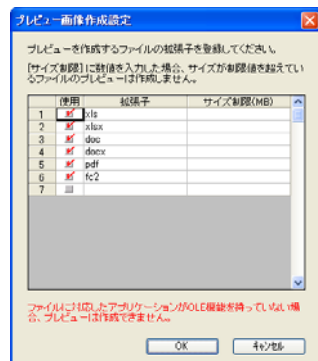 プレビュー画像作成設定
プレビューを作成するファイルの拡張子を登録してください。
[サイズ制限]に数値を入力した場合、サイズが制限値を超えてい
るファイルのプレビューは作成しません。
使用 拡張子 サイズ制限(MB)
1 xls
2 xlsx
3 doc
4 docx
5 pdf
6 fc2
7
ファイルに対応したアプリケーションがOLE機能を持っていない場
合、プレビューは作成できません。
OK キャンセル